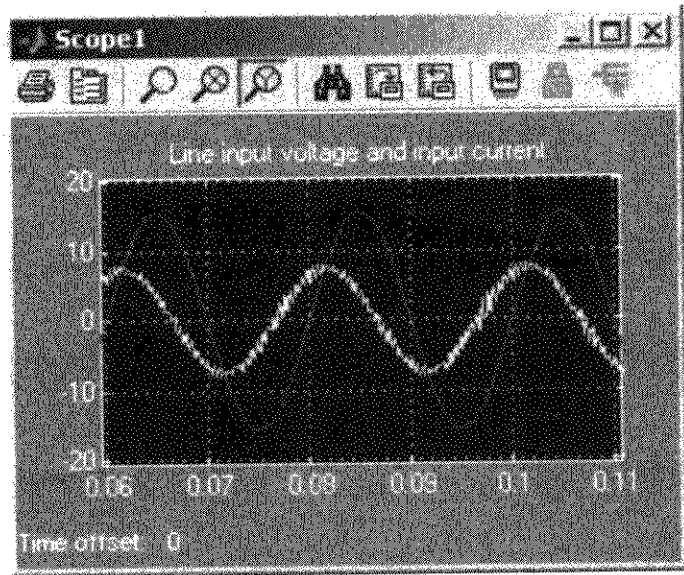 Scope1
Line input voltage and input current
20
10
0
-10
-20
0.06 0.07 0.08 0.09 0.1 0.11
Time offset: 0